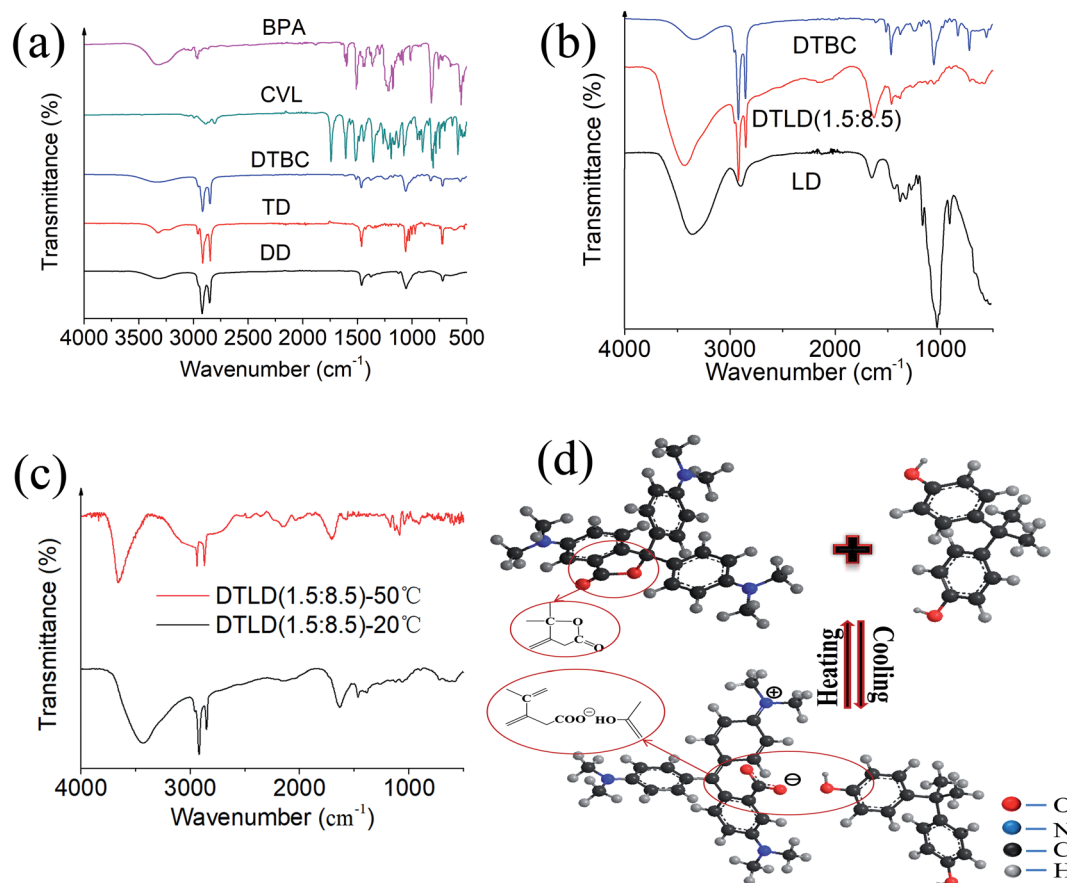 (a)
BPA
CVL
DTBC
TD
DD
Transmittance (%)
4000 3500 3000 2500 2000 1500 1000 500
Wavenumber (cm-1)
(b)
DTBC
DTLD(1.5:8.5)
LD
Transmittance (%)
4000 3000 2000 1000
Wavenumber (cm-1)
(c)
DTLD(1.5:8.5)-50℃
DTLD(1.5:8.5)-20℃
Transmittance (%)
4000 3000 2000 1000
Wavenumber (cm-1)
(d)
C O
C
O
COO⊖ HO
Heating
Cooling
⊕
⊖
N
H